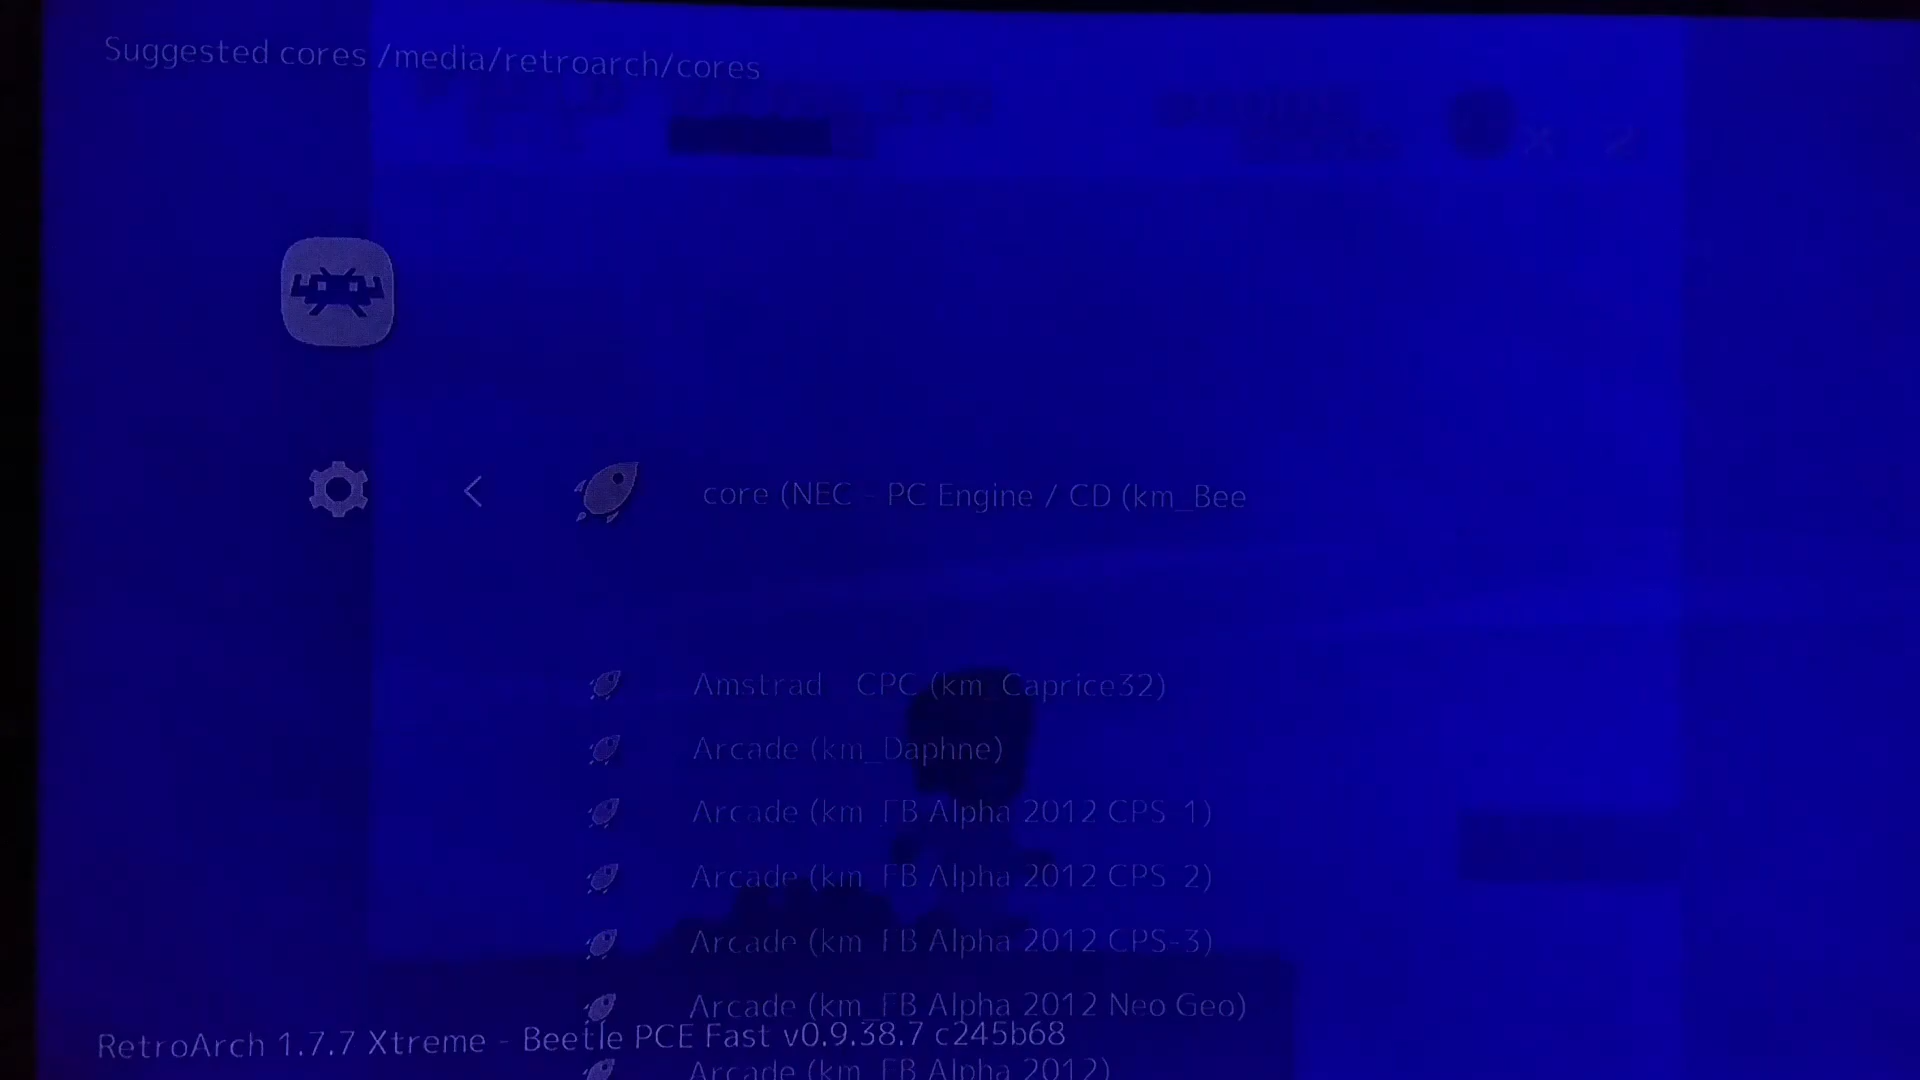 Suggested cores /media/retroarch/cores
core (NEC - PC Engine / CD (km_Bee
Amstrad - CPC (km_Caprice32)
Arcade (km_Daphne)
Arcade (km_FB Alpha 2012 CPS-1)
Arcade (km_FB Alpha 2012 CPS-2)
Arcade (km_FB Alpha 2012 CPS-3)
Arcade (km_FB Alpha 2012 Neo Geo)
RetroArch 1.7.7 Xtreme - Beetle PCE Fast v0.9.38.7 c245b68
Arcade (km_FB Alpha 2012)